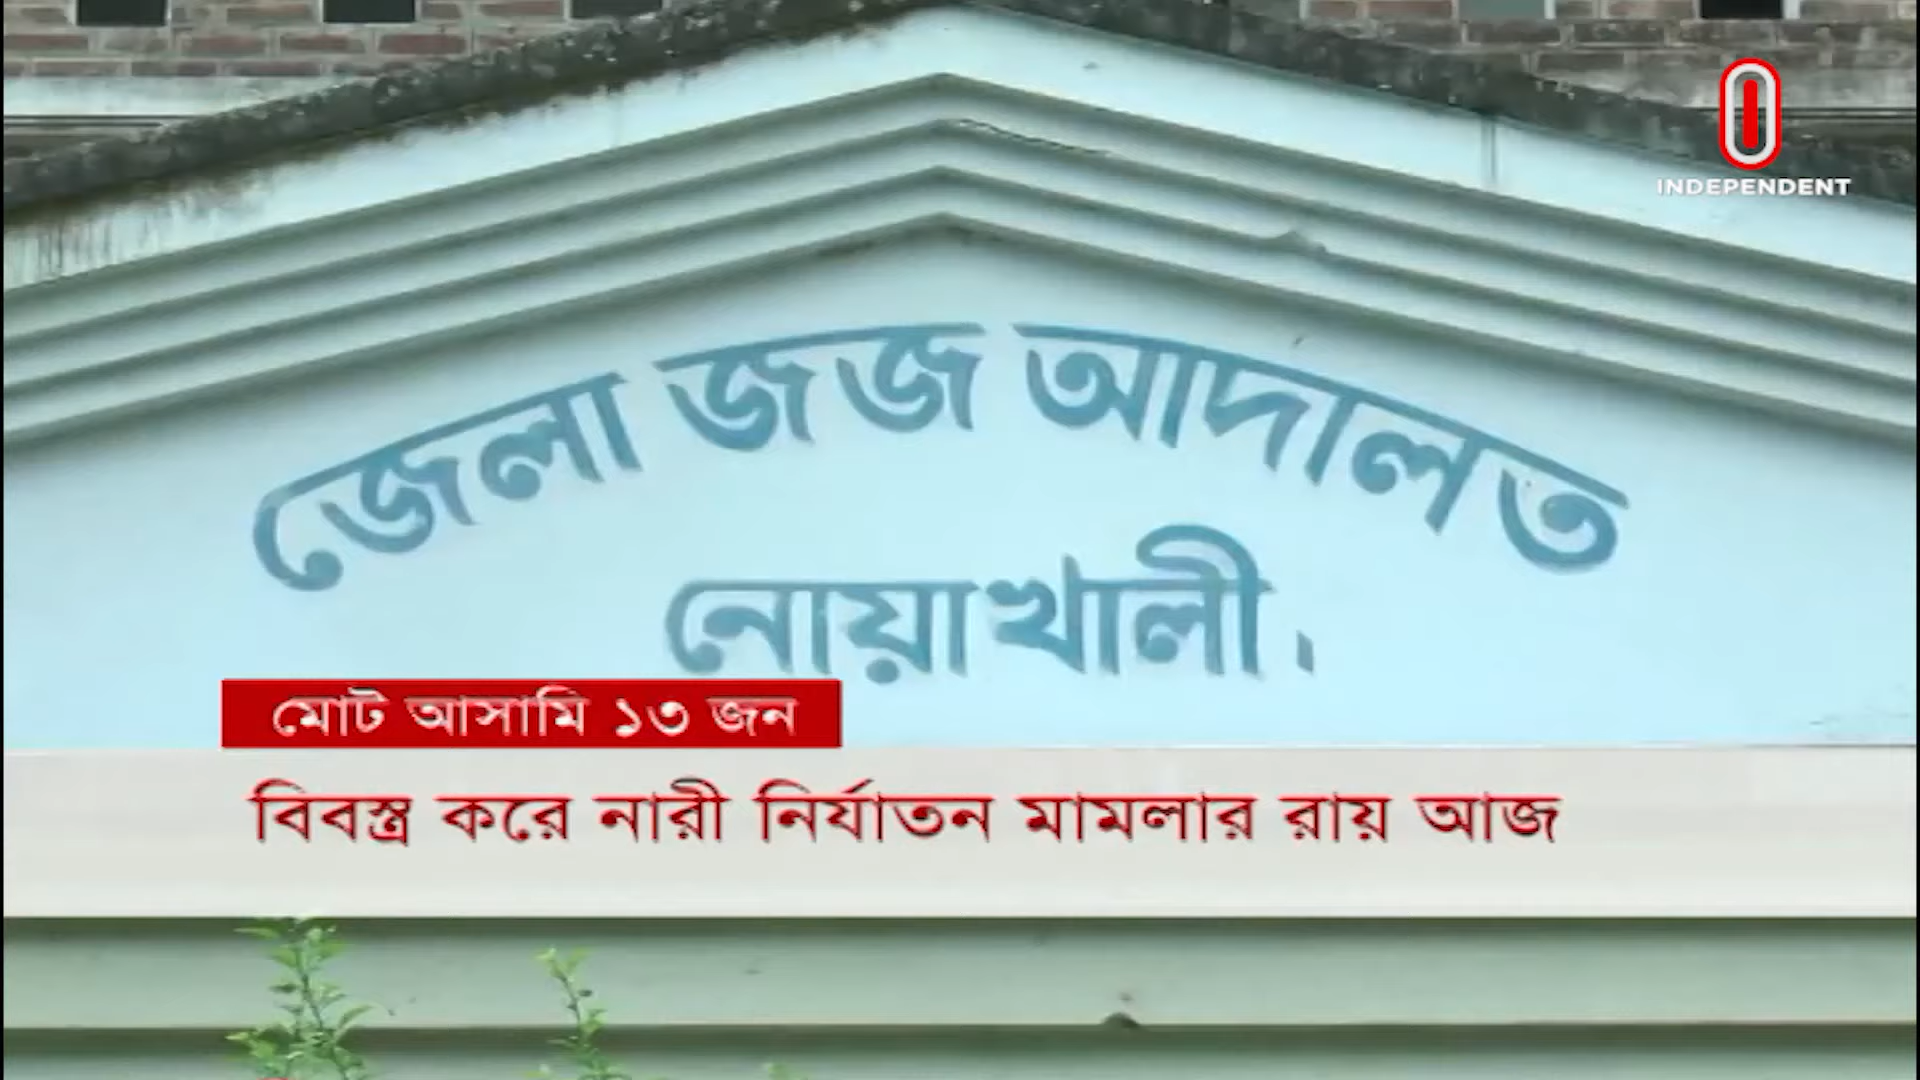 INDEPENDENT
জেলা জজ আদালত
নোয়াখালী.
মোট আসামি ১৩ জন
বিবস্ত্র করে নারী নির্যাতন মামলার রায় আজ